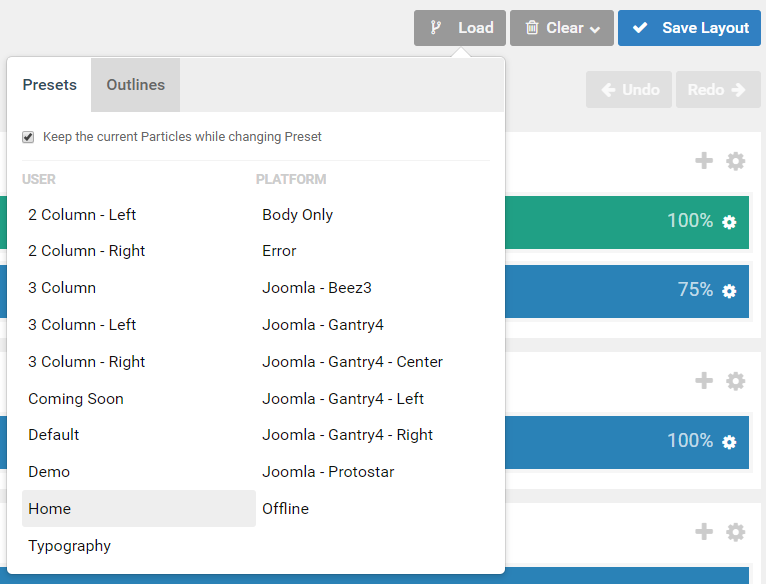 Load
Clear
Save Layout
Presets
Outlines
Undo
Redo
Keep the current Particles while changing Preset
USER
2 Column - Left
2 Column - Right
3 Column
3 Column - Left
3 Column - Right
Coming Soon
Default
Demo
Home
Typography
PLATFORM
Body Only
Error
Joomla - Beez3
Joomla - Gantry4
Joomla - Gantry4 - Center
Joomla - Gantry4 - Left
Joomla - Gantry4 - Right
Joomla - Protostar
Offline
100%
75%
100%